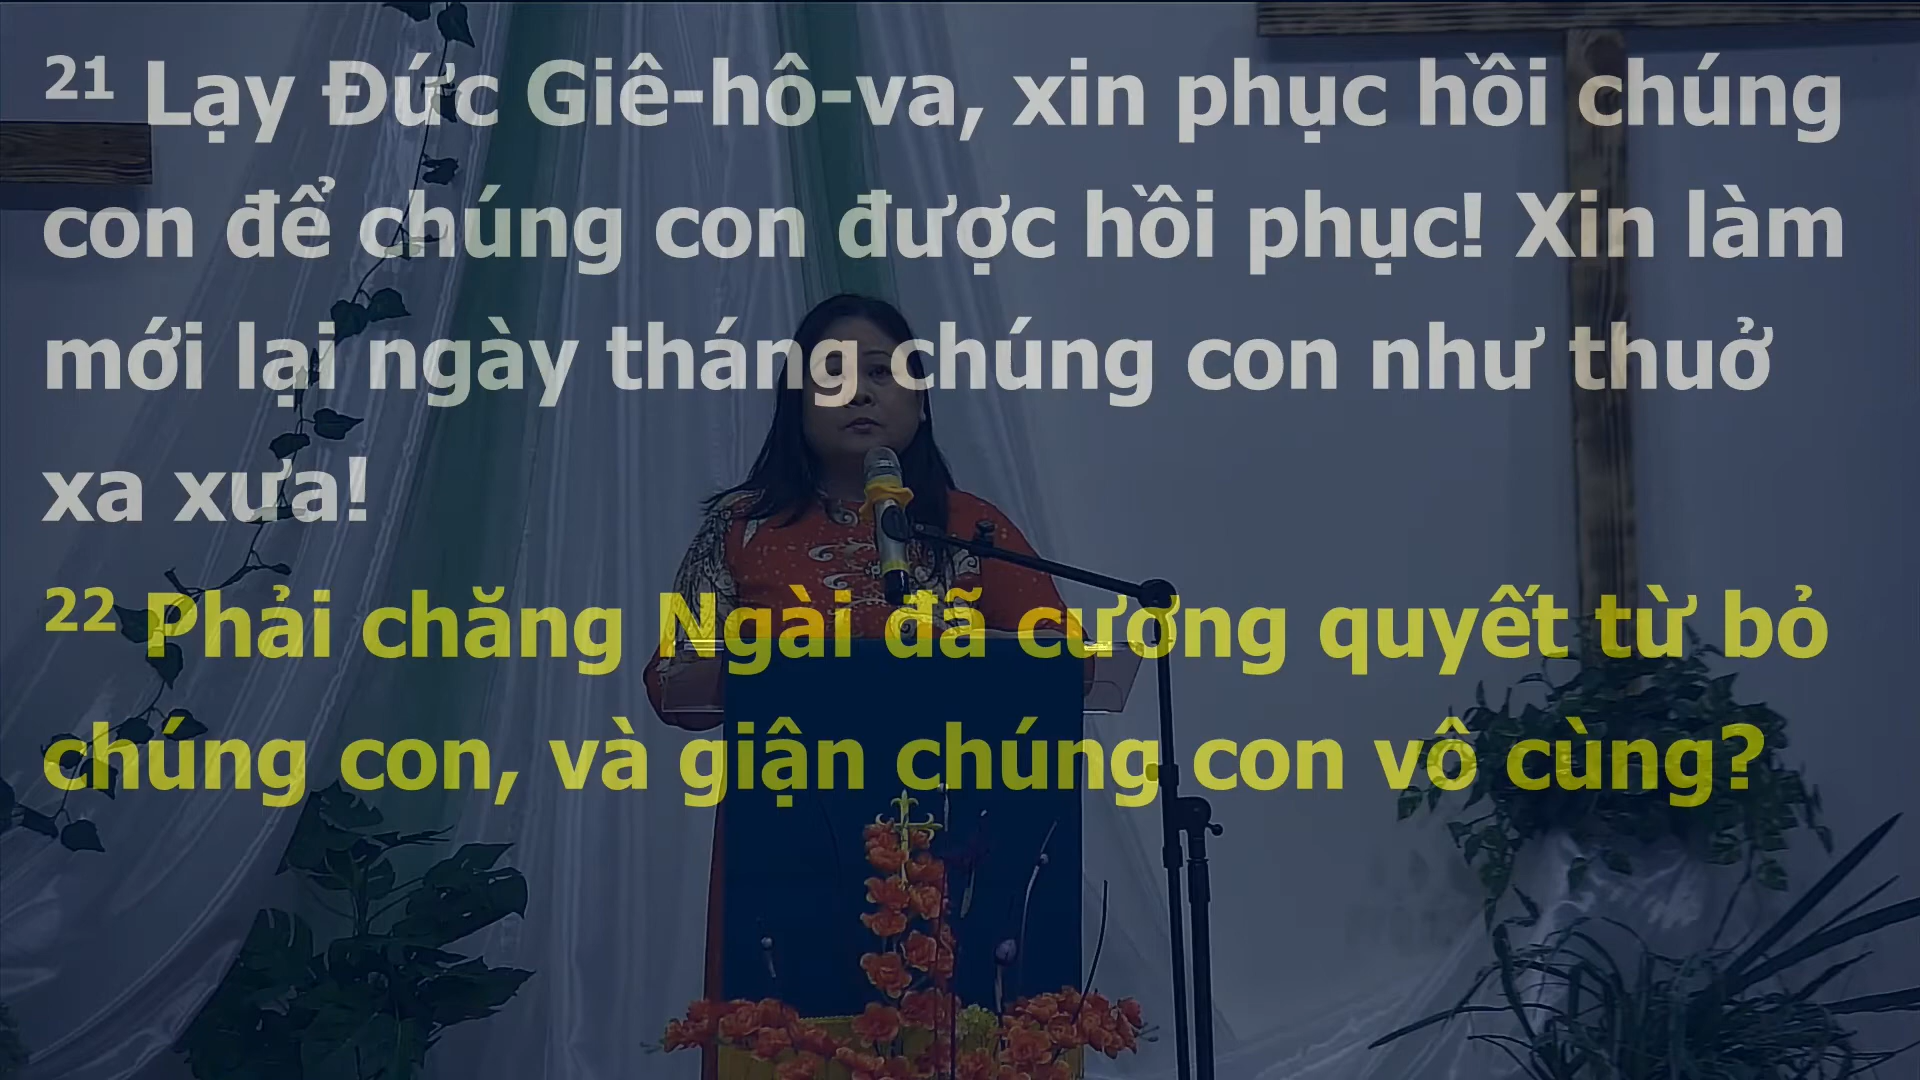 21 Lạy Đức Giê-hô-va, xin phục hồi chúng
con để chúng con được hồi phục! Xin làm
mới lại ngày tháng chúng con như thuở
xa xưa!
22 Phải chăng Ngài đã cương quyết từ bỏ
chúng con, và giận chúng con vô cùng?